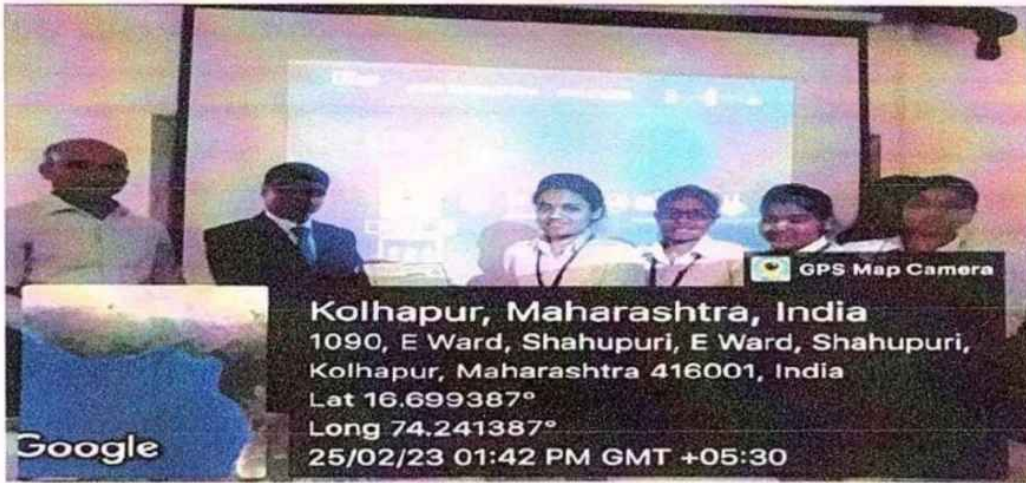 GPS Map Camera
Kolhapur, Maharashtra, India
1090, E Ward, Shahupuri, E Ward, Shahupuri,
Kolhapur, Maharashtra 416001, India
Lat 16.699387°
Long 74.241387°
25/02/23 01:42 PM GMT +05:30
Google